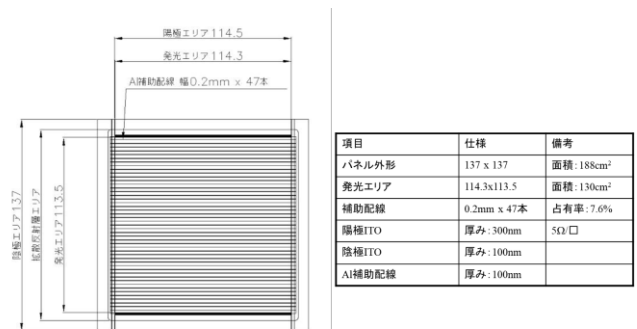 陽極エリア114.5
発光エリア114.3
Al補助配線 幅0.2mm x 47本
陰極エリア137
拡散反射層エリア
発光エリア113.5
項目 仕様 備考
パネル外形 137 x 137 面積:188cm²
発光エリア 114.3x113.5 面積:130cm²
補助配線 0.2mm x 47本 占有率:7.6%
陽極ITO 厚み:300nm 5Ω/□
陰極ITO 厚み:100nm
Al補助配線 厚み:100nm